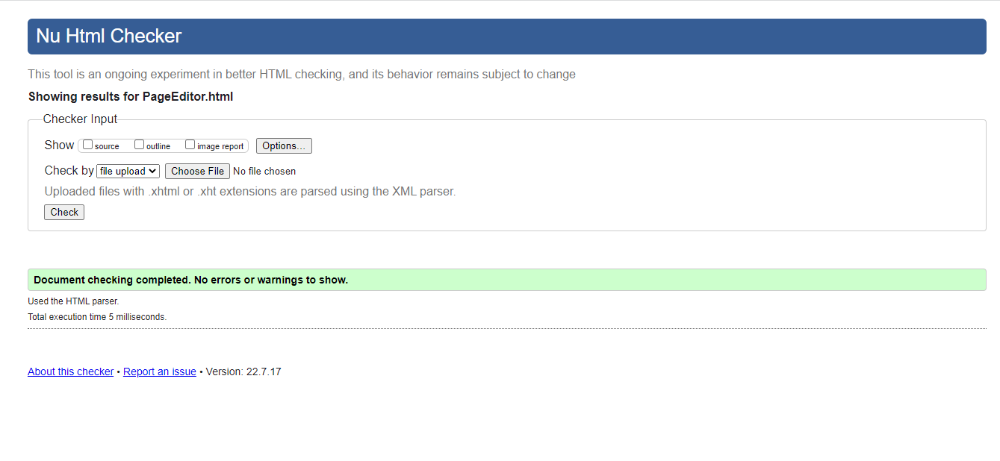 Nu Html Checker
This tool is an ongoing experiment in better HTML checking, and its behavior remains subject to change
Showing results for PageEditor.html
Checker Input
Show source outline image report Options...
Check by file upload Choose File No file chosen
Uploaded files with .xhtml or .xht extensions are parsed using the XML parser.
Check
Document checking completed. No errors or warnings to show.
Used the HTML parser.
Total execution time 5 milliseconds.
About this checker • Report an issue • Version: 22.7.17